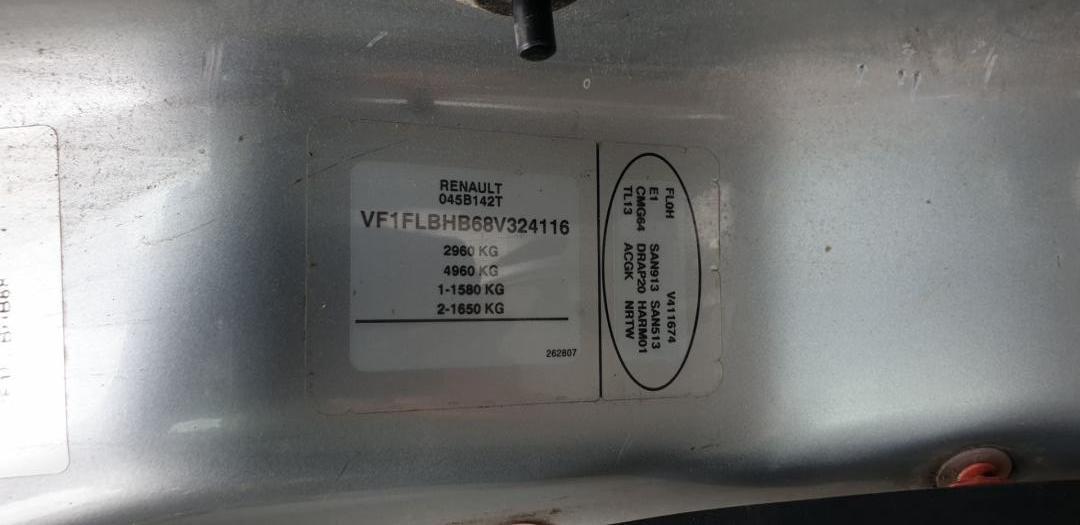 RENAULT
045B142T
VF1FLBHB68V324116
2960 KG
4960 KG
1-1580 KG
2-1650 KG
262807
FL0H V411674
E1 SAN913 SAN513
CMG64 DRAP20 HARM01
TL13 ACGK NRTW